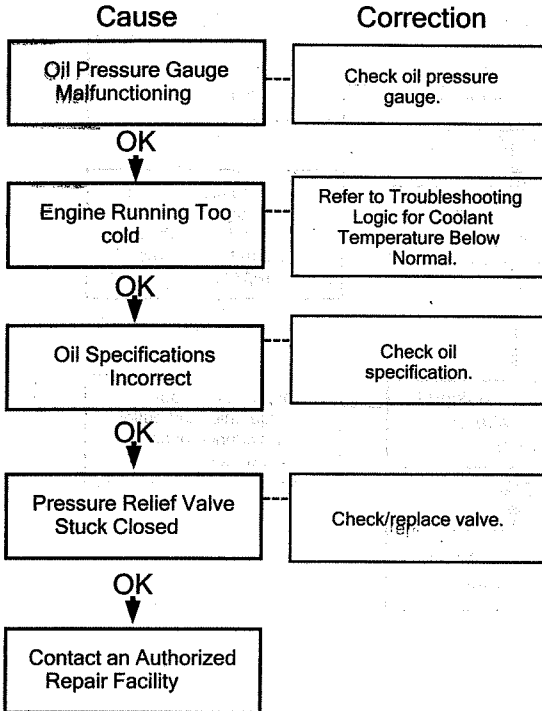 Cause
Correction
Oil Pressure Gauge
Malfunctioning
Check oil pressure
gauge.
OK
Engine Running Too
cold
Refer to Troubleshooting
Logic for Coolant
Temperature Below
Normal.
OK
Oil Specifications
Incorrect
Check oil
specification.
OK
Pressure Relief Valve
Stuck Closed
Check/replace valve.
OK
Contact an Authorized
Repair Facility